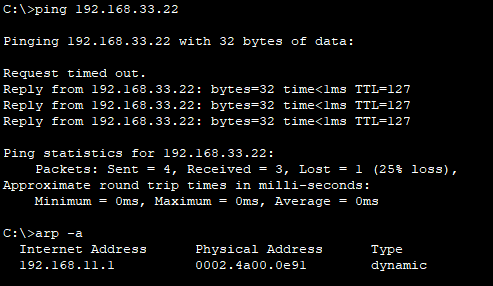 C:\>ping 192.168.33.22
Pinging 192.168.33.22 with 32 bytes of data:
Request timed out.
Reply from 192.168.33.22: bytes=32 time<1ms TTL=127
Reply from 192.168.33.22: bytes=32 time<1ms TTL=127
Reply from 192.168.33.22: bytes=32 time<1ms TTL=127
Ping statistics for 192.168.33.22:
Packets: Sent = 4, Received = 3, Lost = 1 (25% loss),
Approximate round trip times in milli-seconds:
Minimum = 0ms, Maximum = 0ms, Average = 0ms
C:\>arp -a
Internet Address Physical Address Type
192.168.11.1 0002.4a00.0e91 dynamic